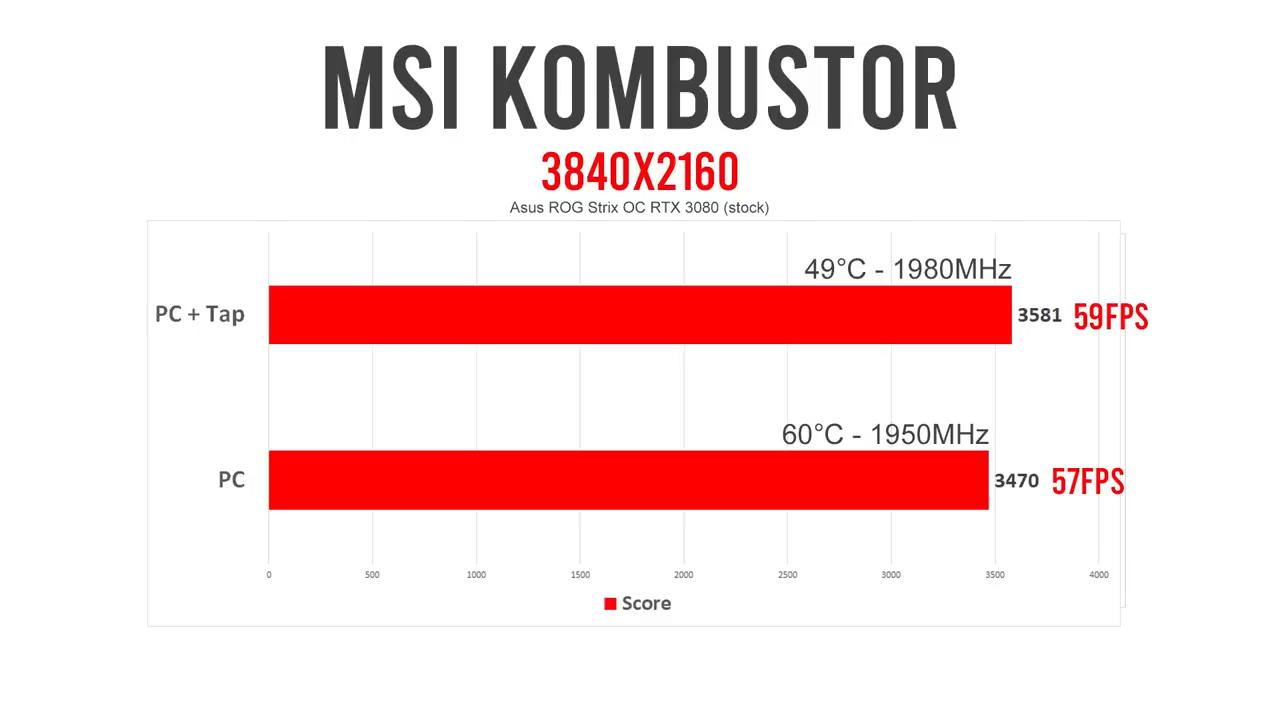 MSI KOMBUSTOR
3840X2160
Asus ROG Strix OC RTX 3080 (stock)
49°C - 1980MHz
PC + Tap
3581
59FPS
60°C - 1950MHz
PC
3470
57FPS
0 500 1000 1500 2000 2500 3000 3500 4000
Score